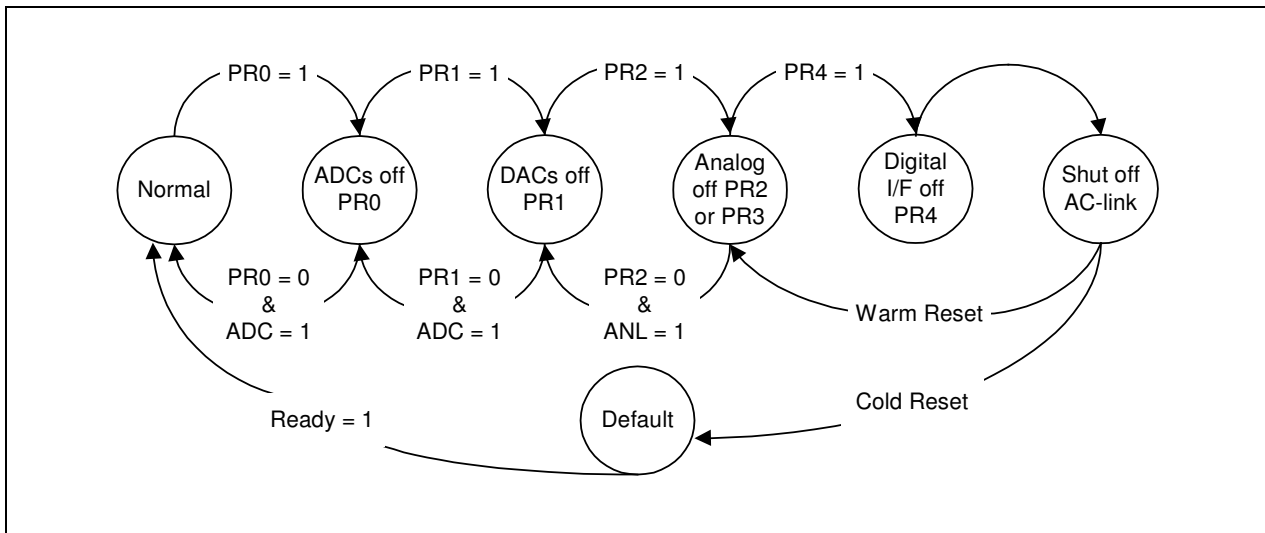 PR0 = 1
PR1 = 1
PR2 = 1
PR4 = 1
Normal
ADCs off
PR0
DACs off
PR1
Analog
off PR2
or PR3
Digital
I/F off
PR4
Shut off
AC-link
PR0 = 0
&
ADC = 1
PR1 = 0
&
ADC = 1
PR2 = 0
&
ANL = 1
Warm Reset
Ready = 1
Default
Cold Reset